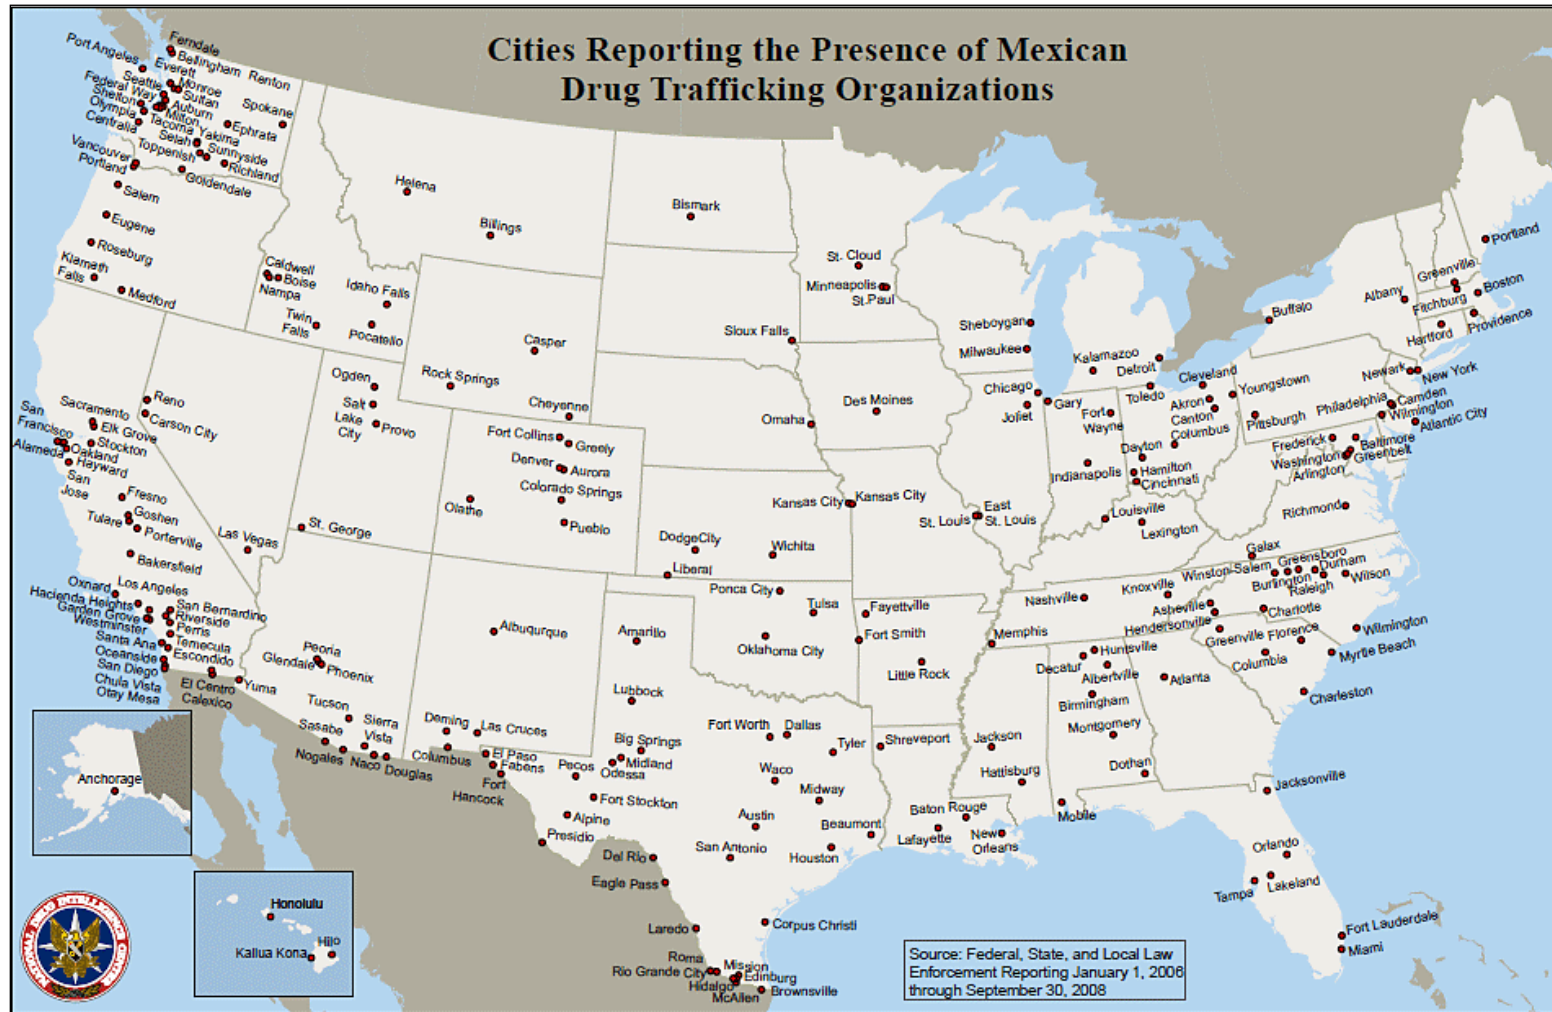 Cities Reporting the Presence of Mexican
Drug Trafficking Organizations
Ferndale
Port Angeles
Bellingham
Renton
Everett
Seattle
Monroe
Federal Way
Sultan
Spokane
Shelton
Auburn
Olympia
Milton
Ephrata
Centralia
Tacoma
Yakima
Selah
Sunnyside
Toppenish
Richland
Vancouver
Portland
Goldendale
Salem
Eugene
Roseburg
Klamath
Falls
Medford
Helena
Billings
Bismark
Caldwell
Boise
Nampa
Idaho Falls
Twin
Falls
Pocatello
St. Cloud
Minneapolis
St.Paul
Sioux Falls
Casper
Rock Springs
Cheyenne
Ogden
Salt
Lake
City
Provo
Reno
Carson City
Sacramento
Elk Grove
San
Francisco
Stockton
Oakland
Alameda
Hayward
San
Jose
Fresno
Goshen
Tulare
Porterville
Bakersfield
Las Vegas
St. George
Fort Collins
Greely
Denver
Aurora
Colorado Springs
Olathe
Pueblo
Omaha
Des Moines
Sheboygan
Milwaukee
Chicago
Joliet
Gary
Kalamazoo
Detroit
Toledo
Fort
Wayne
Cleveland
Youngstown
Akron
Canton
Columbus
Dayton
Hamilton
Cincinnati
Indianapolis
Louisville
Lexington
Buffalo
Albany
Greenville
Portland
Fitchburg
Boston
Hartford
Providence
Newark
New York
Philadelphia
Camden
Wilmington
Atlantic City
Pittsburgh
Frederick
Baltimore
Washington
Greenbelt
Arlington
Richmond
Kansas City
Kansas City
St. Louis
East
St. Louis
DodgeCity
Wichita
Liberal
Ponca City
Tulsa
Oklahoma City
Fayettville
Fort Smith
Little Rock
Memphis
Nashville
Knoxville
Galax
Winston-Salem
Greensboro
Burlington
Durham
Raleigh
Wilson
Asheville
Charlotte
Hendersonville
Greenville
Florence
Wilmington
Columbia
Myrtle Beach
Charleston
Oxnard
Los Angeles
Hacienda Heights
San Bernardino
Garden Grove
Riverside
Westminster
Perris
Santa Ana
Temecula
Oceanside
Escondido
San Diego
Chula Vista
Otay Mesa
El Centro
Calexico
Yuma
Peoria
Glendale
Phoenix
Tucson
Sasabe
Sierra
Vista
Nogales
Naco
Douglas
Albuqurque
Deming
Las Cruces
Columbus
El Paso
Fabens
Fort
Hancock
Amarillo
Lubbock
Big Springs
Midland
Odessa
Pecos
Fort Stockton
Alpine
Presidio
Fort Worth
Dallas
Tyler
Waco
Midway
Austin
Beaumont
San Antonio
Houston
Del Rio
Eagle Pass
Corpus Christi
Laredo
Roma
Rio Grande City
Mission
Edinburg
Hidalgo
McAllen
Brownsville
Shreveport
Jackson
Hattisburg
Baton Rouge
Lafayette
New
Orleans
Decatur
Huntsville
Albertville
Birmingham
Montgomery
Dothan
Mobile
Atlanta
Jacksonville
Orlando
Tampa
Lakeland
Fort Lauderdale
Miami
Anchorage
Honolulu
Kailua Kona
Hilo
Source: Federal, State, and Local Law
Enforcement Reporting January 1, 2006
through September 30, 2008